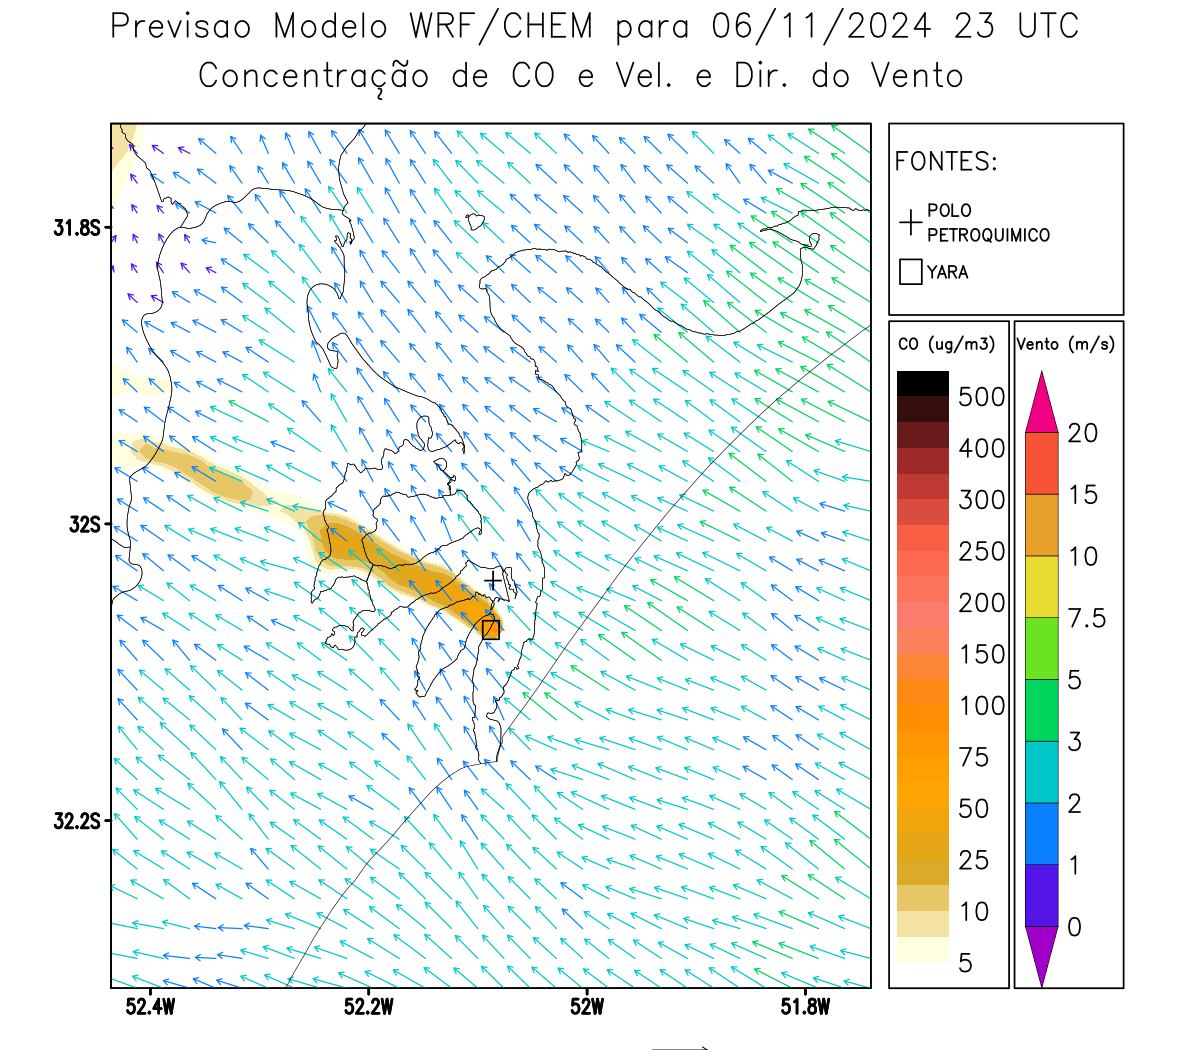 Previsao Modelo WRF/CHEM para 06/11/2024 23 UTC
Concentração de CO e Vel. e Dir. do Vento
FONTES:
POLO
PETROQUIMICO
YARA
31.8S
32S
32.2S
52.4W
52.2W
52W
51.8W
CO (ug/m3)
500
400
300
250
200
150
100
75
50
25
10
5
Vento (m/s)
20
15
10
7.5
5
3
2
1
0